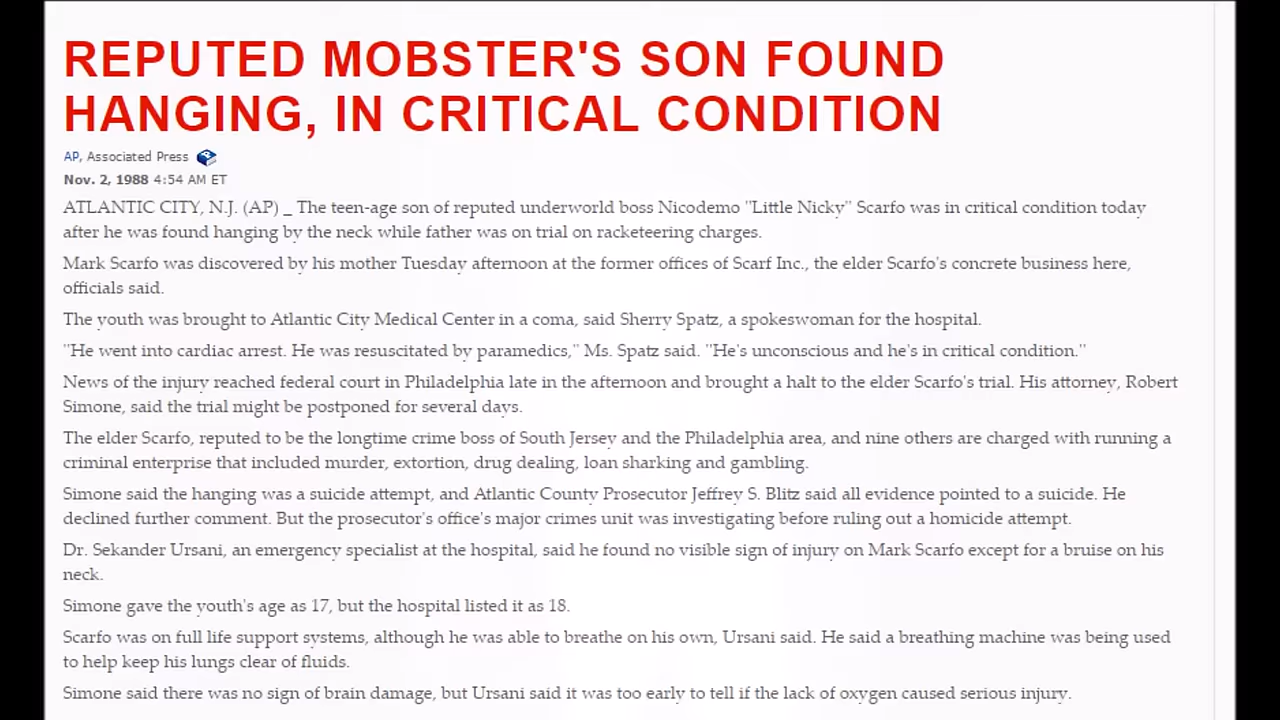 REPUTED MOBSTER'S SON FOUND
HANGING, IN CRITICAL CONDITION
AP, Associated Press
Nov. 2, 1988 4:54 AM ET
ATLANTIC CITY, N.J. (AP) _ The teen-age son of reputed underworld boss Nicodemo "Little Nicky" Scarfo was in critical condition today
after he was found hanging by the neck while father was on trial on racketeering charges.
Mark Scarfo was discovered by his mother Tuesday afternoon at the former offices of Scarf Inc., the elder Scarfo's concrete business here,
officials said.
The youth was brought to Atlantic City Medical Center in a coma, said Sherry Spatz, a spokeswoman for the hospital.
"He went into cardiac arrest. He was resuscitated by paramedics," Ms. Spatz said. "He's unconscious and he's in critical condition."
News of the injury reached federal court in Philadelphia late in the afternoon and brought a halt to the elder Scarfo's trial. His attorney, Robert
Simone, said the trial might be postponed for several days.
The elder Scarfo, reputed to be the longtime crime boss of South Jersey and the Philadelphia area, and nine others are charged with running a
criminal enterprise that included murder, extortion, drug dealing, loan sharking and gambling.
Simone said the hanging was a suicide attempt, and Atlantic County Prosecutor Jeffrey S. Blitz said all evidence pointed to a suicide. He
declined further comment. But the prosecutor's office's major crimes unit was investigating before ruling out a homicide attempt.
Dr. Sekander Ursani, an emergency specialist at the hospital, said he found no visible sign of injury on Mark Scarfo except for a bruise on his
neck.
Simone gave the youth's age as 17, but the hospital listed it as 18.
Scarfo was on full life support systems, although he was able to breathe on his own, Ursani said. He said a breathing machine was being used
to help keep his lungs clear of fluids.
Simone said there was no sign of brain damage, but Ursani said it was too early to tell if the lack of oxygen caused serious injury.